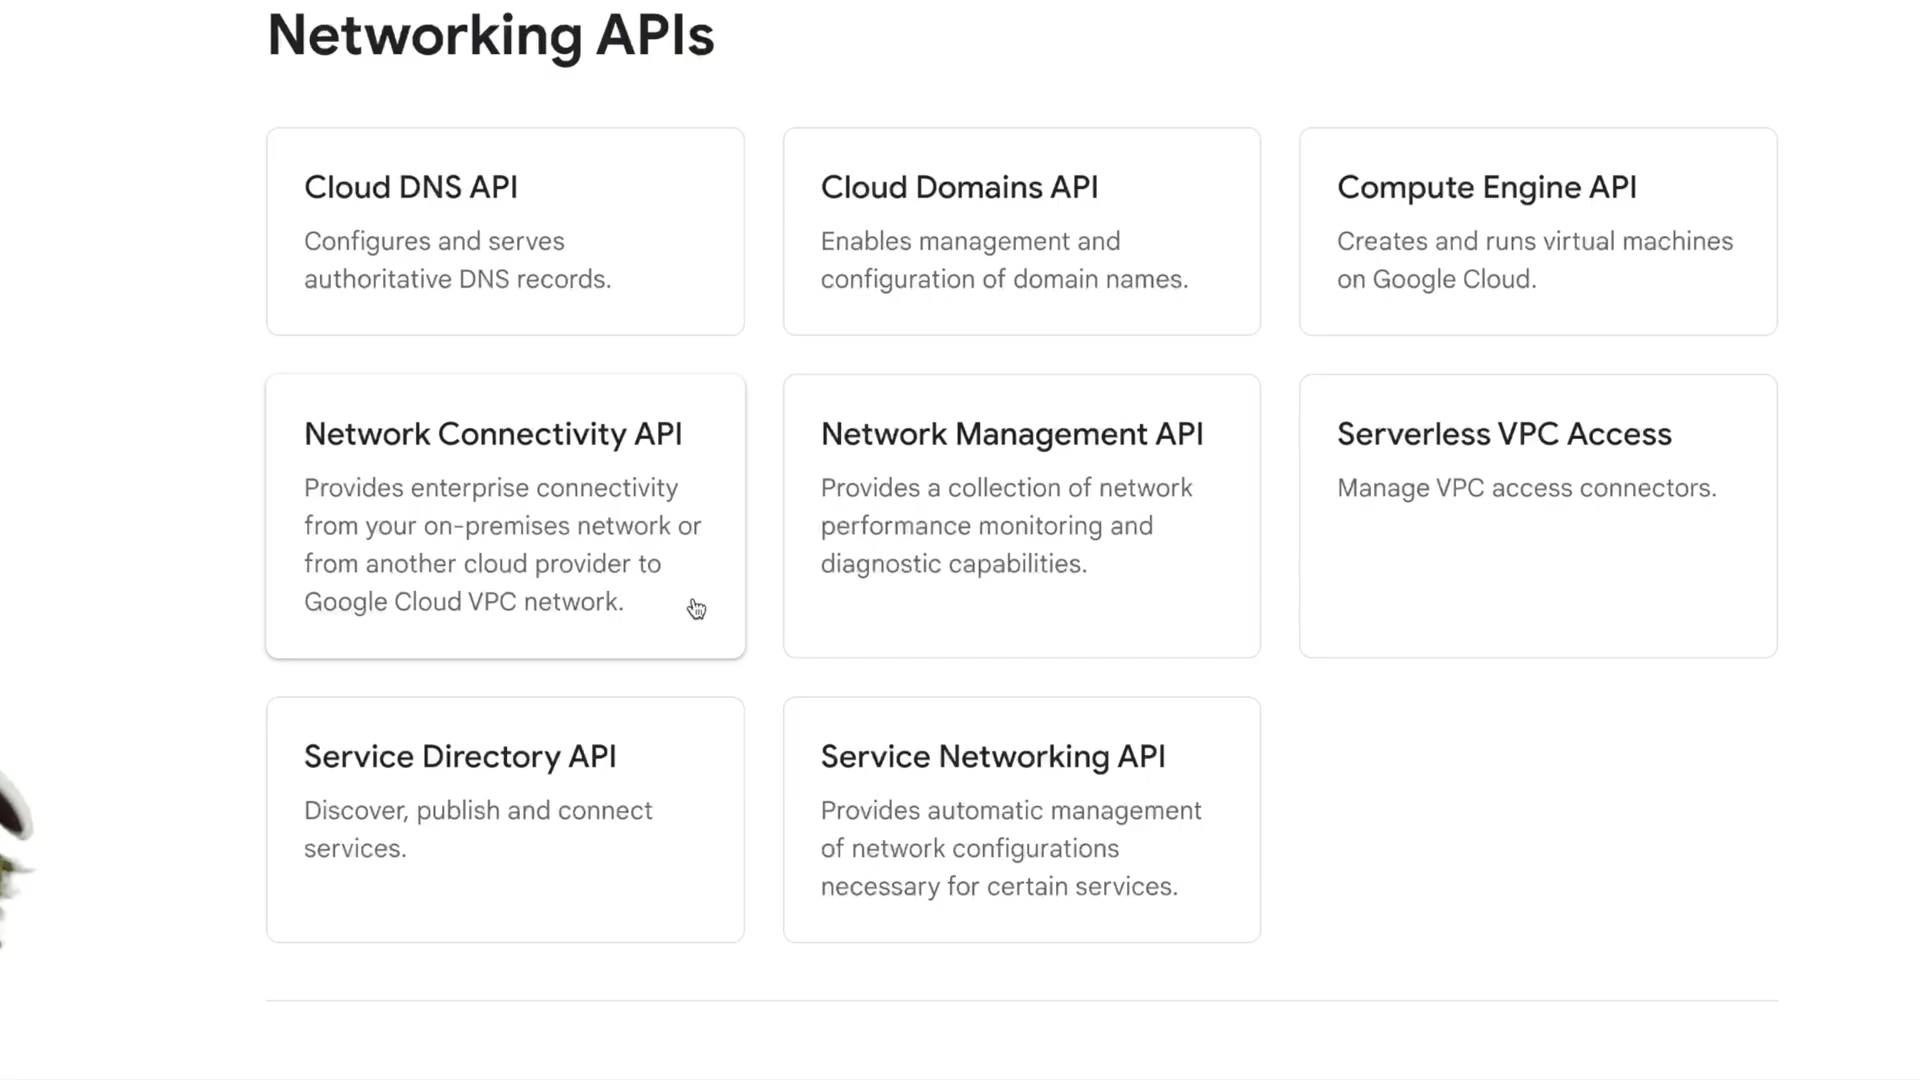 Networking APIs
Cloud DNS API
Configures and serves
authoritative DNS records.
Cloud Domains API
Enables management and
configuration of domain names.
Compute Engine API
Creates and runs virtual machines
on Google Cloud.
Network Connectivity API
Provides enterprise connectivity
from your on-premises network or
from another cloud provider to
Google Cloud VPC network.
Network Management API
Provides a collection of network
performance monitoring and
diagnostic capabilities.
Serverless VPC Access
Manage VPC access connectors.
Service Directory API
Discover, publish and connect
services.
Service Networking API
Provides automatic management
of network configurations
necessary for certain services.